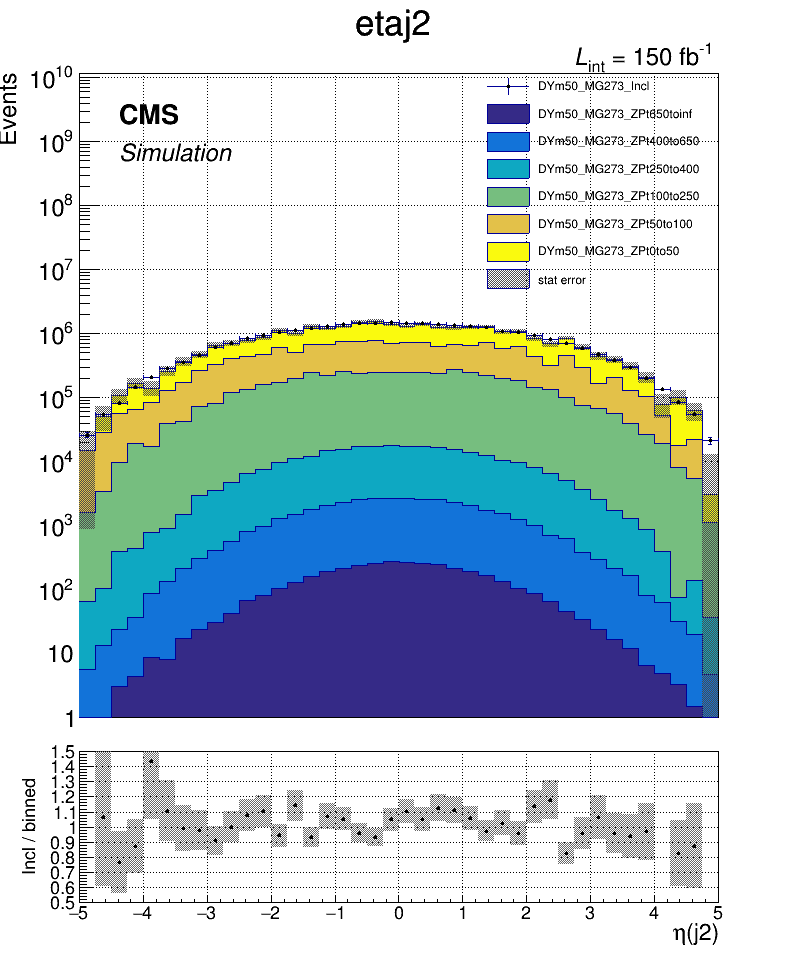 etaj2
L_int = 150 fb^-1
Events
10^10
10^9
10^8
10^7
10^6
10^5
10^4
10^3
10^2
10
1
CMS
Simulation
DYm50_MG273_Incl
DYm50_MG273_ZPt650toinf
DYm50_MG273_ZPt400to650
DYm50_MG273_ZPt250to400
DYm50_MG273_ZPt100to250
DYm50_MG273_ZPt50to100
DYm50_MG273_ZPt0to50
stat error
Incl / binned
1.5
1.4
1.3
1.2
1.1
1
0.9
0.8
0.7
0.6
0.5
−5 −4 −3 −2 −1 0 1 2 3 4 5
η(j2)